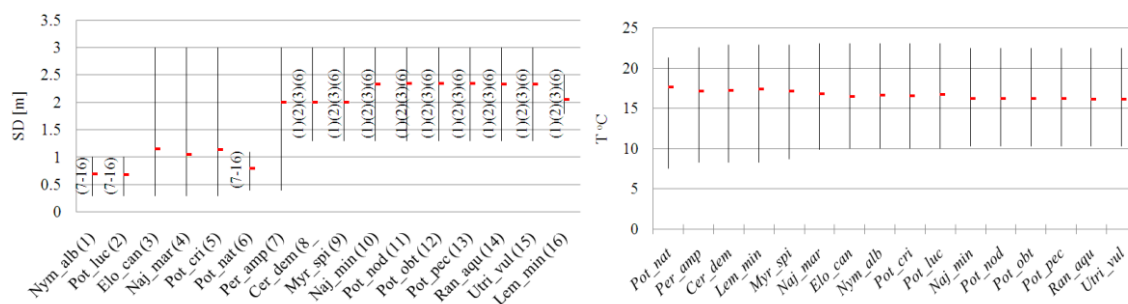 SD [m]
3.5
3
2.5
2
1.5
1
0.5
0
(7-16)
(7-16)
(7-16)
(1)(2)(3)(6)
(1)(2)(3)(6)
(1)(2)(3)(6)
(1)(2)(3)(6)
(1)(2)(3)(6)
(1)(2)(3)(6)
(1)(2)(3)(6)
(1)(2)(3)(6)
(1)(2)(3)(6)
Nym_alb (1)
Pot_luc (2)
Elo_can (3)
Naj_mar (4)
Pot_cri (5)
Pot_nat (6)
Per_amp (7)
Cer_dem (8_
Myr_spi (9)
Naj_min (10)
Pot_nod (11)
Pot_obt (12)
Pot_pec (13)
Ran_aqu (14)
Utri_vul (15)
Lem_min (16)
T °C
25
20
15
10
5
0
Pot_nat
Per_amp
Cer_dem
Lem_min
Myr_spi
Naj_mar
Elo_can
Nym_alb
Pot_cri
Pot_luc
Naj_min
Pot_nod
Pot_obt
Pot_pec
Ran_aqu
Utri_vul